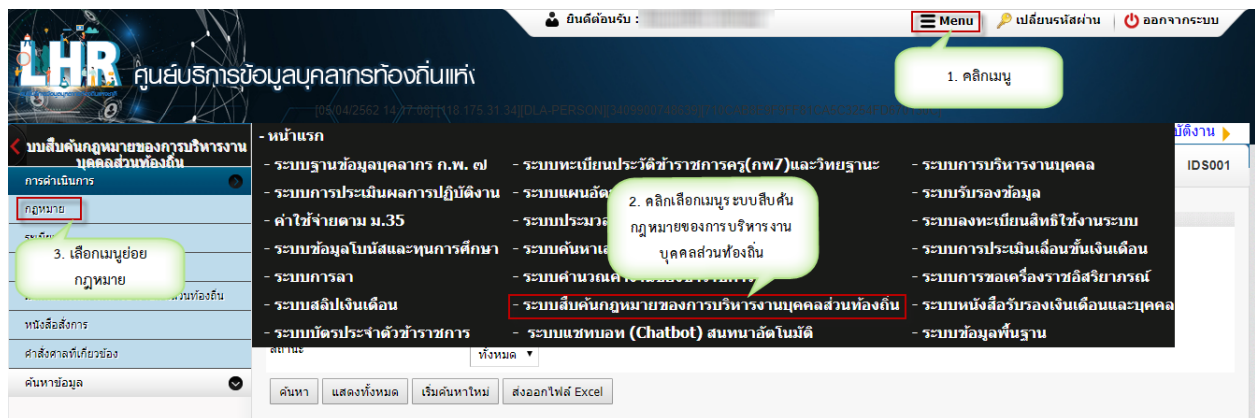 ยินดีต้อนรับ :
Menu
เปลี่ยนรหัสผ่าน
ออกจากระบบ
LHR ศูนย์บริการข้อมูลบุคลากรท้องถิ่นแห่ง
1. คลิกเมนู
บบสืบค้นกฎหมายของการบริหารงาน
บุคคลส่วนท้องถิ่น
การดำเนินการ
กฎหมาย
3. เลือกเมนูย่อย
กฎหมาย
หนังสือสั่งการ
คำสั่งศาลที่เกี่ยวข้อง
ค้นหาข้อมูล
บัติงาน
IDS001
- หน้าแรก
- ระบบฐานข้อมูลบุคลากร ก.พ. ๗
- ระบบทะเบียนประวัติข้าราชการครู(กพ7)และวิทยฐานะ
- ระบบการบริหารงานบุคคล
- ระบบการประเมินผลการปฏิบัติงาน
- ระบบแผนอัต
- ระบบรับรองข้อมูล
- ค่าใช้จ่ายตาม ม.35
- ระบบประมวล
- ระบบลงทะเบียนสิทธิใช้งานระบบ
- ระบบข้อมูลโบนัสและทุนการศึกษา
- ระบบค้นหาเ
- ระบบการประเมินเลื่อนขั้นเงินเดือน
- ระบบการลา
- ระบบคำนวณ
- ระบบการขอเครื่องราชอิสริยาภรณ์
- ระบบสลิปเงินเดือน
- ระบบสืบค้นกฎหมายของการบริหารงานบุคคลส่วนท้องถิ่น
- ระบบหนังสือรับรองเงินเดือนและบุคคล
- ระบบบัตรประจำตัวข้าราชการ
- ระบบแชทบอท (Chatbot) สนทนาอัตโนมัติ
- ระบบข้อมูลพื้นฐาน
2. คลิกเลือกเมนูระบบสืบค้น
กฎหมายของการบริหารงาน
บุคคลส่วนท้องถิ่น
สถานะ
ทั้งหมด
ค้นหา
แสดงทั้งหมด
เริ่มค้นหาใหม่
ส่งออกไฟล์ Excel